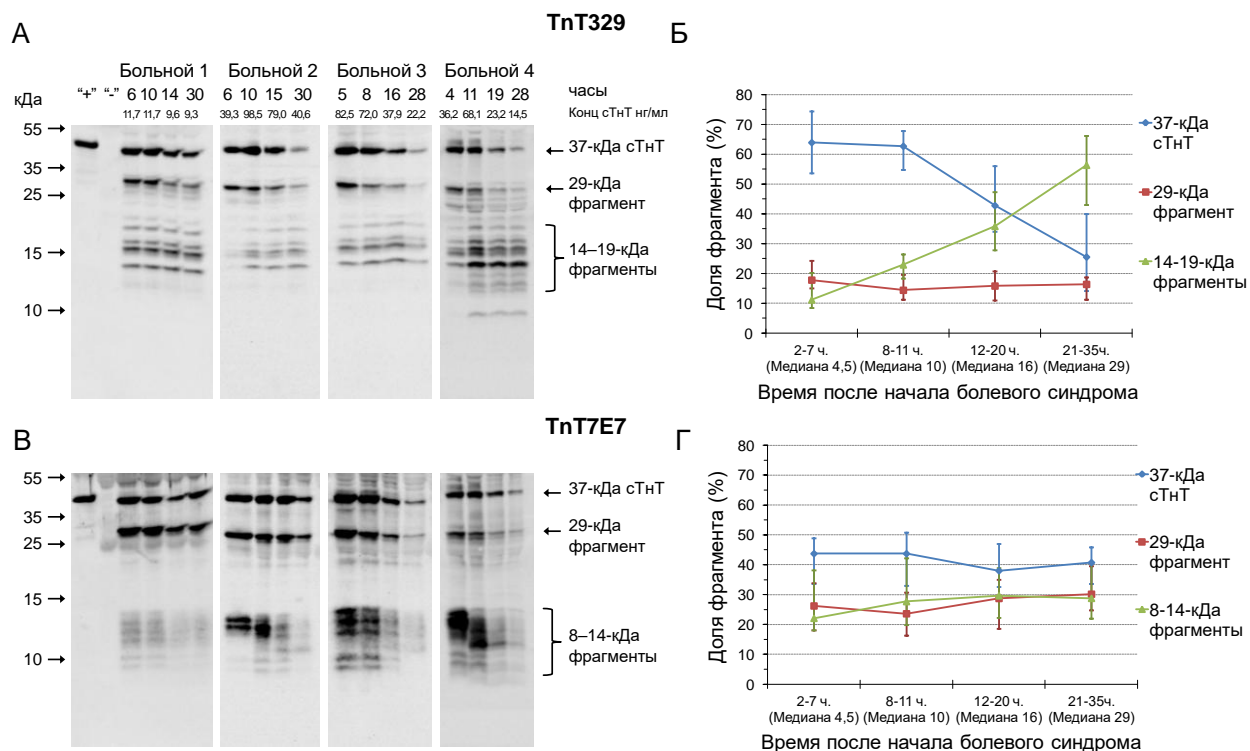 TnT329
А
Больной 1 Больной 2 Больной 3 Больной 4
кДа "+" "-" 6 10 14 30 6 10 15 30 5 8 16 28 4 11 19 28 часы
11,7 11,7 9,6 9,3 39,3 98,5 79,0 40,6 82,5 72,0 37,9 22,2 36,2 68,1 23,2 14,5 Конц сТнТ нг/мл
55
35
25
15
10
37-кДа сТнТ
29-кДа
фрагмент
14–19-кДа
фрагменты
Б
Доля фрагмента (%)
80
70
60
50
40
30
20
10
0
2-7 ч. 8-11 ч. 12-20 ч. 21-35ч.
(Медиана 4,5) (Медиана 10) (Медиана 16) (Медиана 29)
Время после начала болевого синдрома
37-кДа
сТнТ
29-кДа
фрагмент
14-19-кДа
фрагменты
TnT7E7
В
55
35
25
15
10
37-кДа сТнТ
29-кДа
фрагмент
8–14-кДа
фрагменты
Г
Доля фрагмента (%)
80
70
60
50
40
30
20
10
0
2-7 ч. 8-11 ч. 12-20 ч. 21-35ч.
(Медиана 4,5) (Медиана 10) (Медиана 16) (Медиана 29)
Время после начала болевого синдрома
37-кДа
сТнТ
29-кДа
фрагмент
8-14-кДа
фрагменты